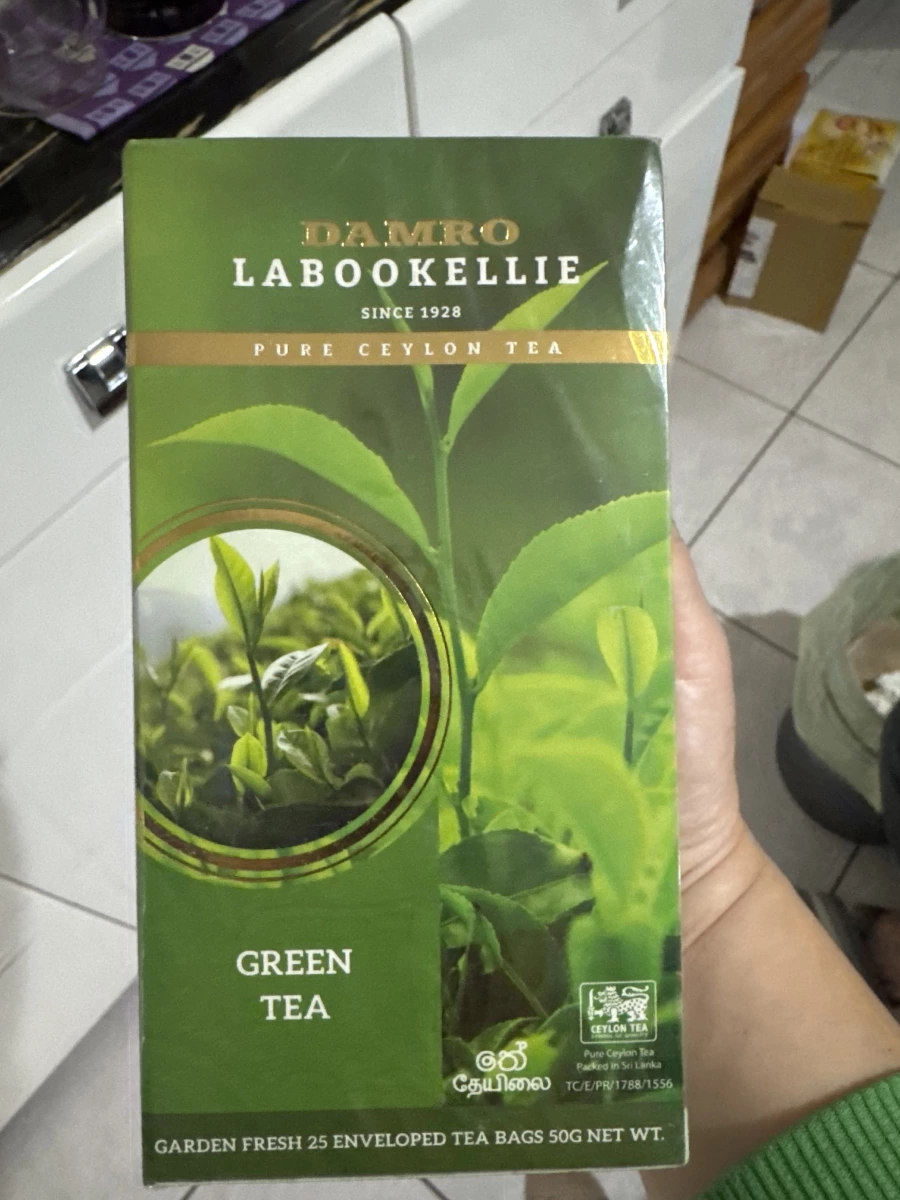 DAMRO
LABOOKELLIE
SINCE 1928
PURE CEYLON TEA
GREEN
TEA
CEYLON TEA
Pure Ceylon Tea
Packed in Sri Lanka
තේ
தேயிலை
TC/E/PR/1788/1556
GARDEN FRESH 25 ENVELOPED TEA BAGS 50G NET WT.